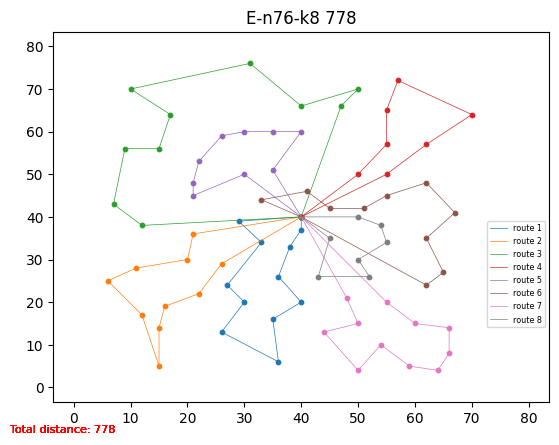 E-n76-k8 778
80
70
60
50
40
30
20
10
0
0 10 20 30 40 50 60 70 80
route 1
route 2
route 3
route 4
route 5
route 6
route 7
route 8
Total distance: 778